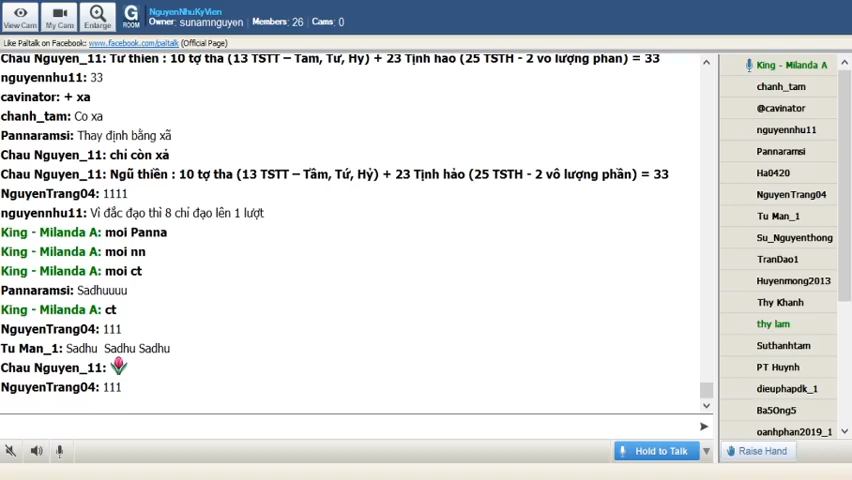 View Cam
My Cam
Enlarge
G
ROOM
NguyenNhuKyVien
Owner: sunamnguyen Members: 26 Cams: 0
Like Paltalk on Facebook: www.facebook.com/paltalk (Official Page)
Chau Nguyen_11: Tứ thiền : 10 tợ tha (13 TSTT – Tầm, Tứ, Hỷ) + 23 Tịnh hảo (25 TSTH - 2 vô lượng phần) = 33
nguyennhu11: 33
cavinator: + xa
chanh_tam: Co xa
Pannaramsi: Thay định bằng xã
Chau Nguyen_11: chỉ còn xả
Chau Nguyen_11: Ngũ thiền : 10 tợ tha (13 TSTT – Tầm, Tứ, Hỷ) + 23 Tịnh hảo (25 TSTH - 2 vô lượng phần) = 33
NguyenTrang04: 1111
nguyennhu11: Vì đắc đạo thì 8 chỉ đạo lên 1 lượt
King - Milanda A: moi Panna
King - Milanda A: moi nn
King - Milanda A: moi ct
Pannaramsi: Sadhuuuu
King - Milanda A: ct
NguyenTrang04: 111
Tu Man_1: Sadhu Sadhu Sadhu
Chau Nguyen_11:
NguyenTrang04: 111
King - Milanda A
chanh_tam
@cavinator
nguyennhu11
Pannaramsi
Ha0420
NguyenTrang04
Tu Man_1
Su_Nguyenthong
TranDao1
Huyenmong2013
Thy Khanh
thy lam
Suthanhtam
PT Huynh
dieuphapdk_1
Ba5Ong5
oanhphan2019_1
Hold to Talk
Raise Hand